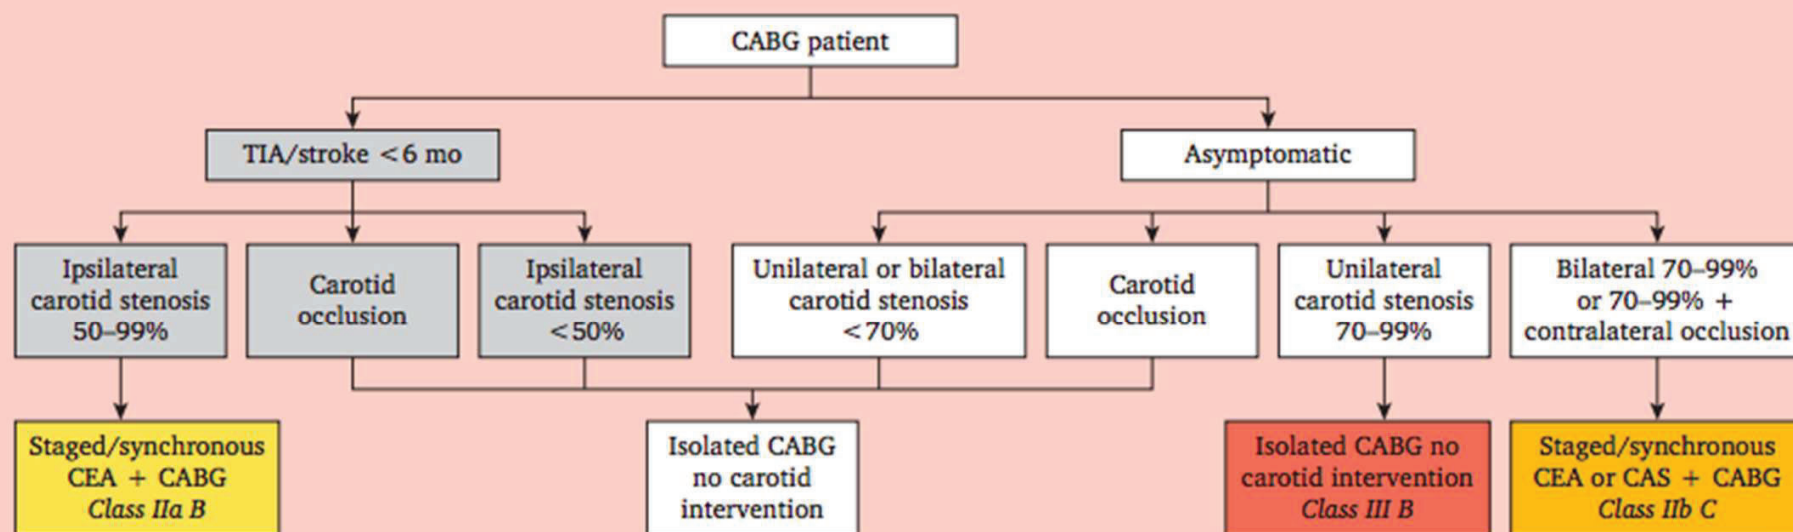 CABG patient
TIA/stroke <6 mo
Asymptomatic
Ipsilateral
carotid stenosis
50–99%
Carotid
occlusion
Ipsilateral
carotid stenosis
<50%
Unilateral or bilateral
carotid stenosis
<70%
Carotid
occlusion
Unilateral
carotid stenosis
70–99%
Bilateral 70–99%
or 70–99% +
contralateral occlusion
Staged/synchronous
CEA + CABG
Class IIa B
Isolated CABG
no carotid
intervention
Isolated CABG no
carotid intervention
Class III B
Staged/synchronous
CEA or CAS + CABG
Class IIb C